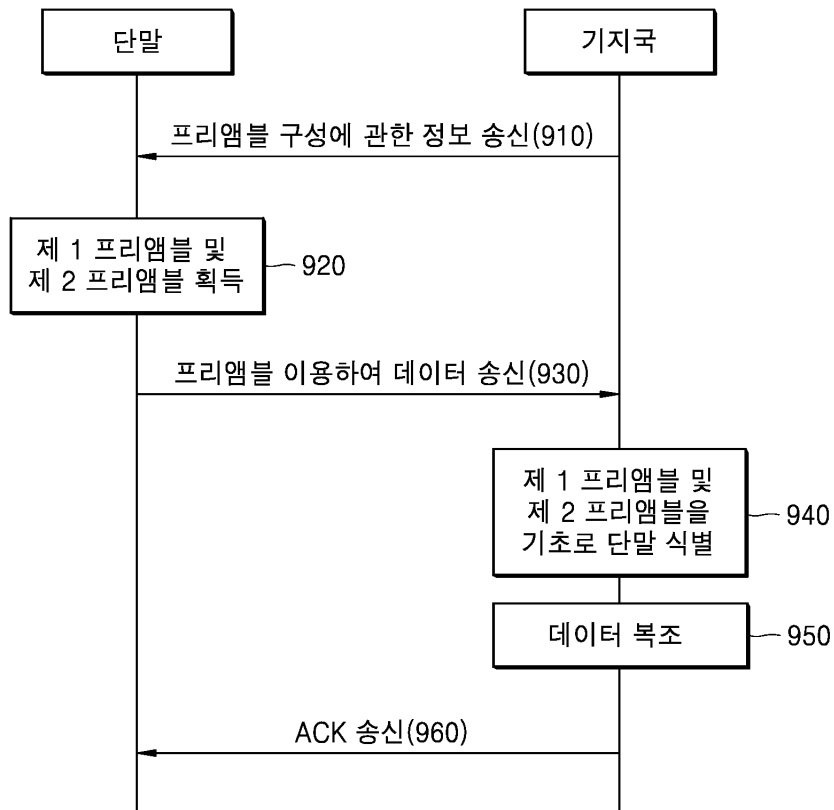 단말
기지국
프리앰블 구성에 관한 정보 송신(910)
제 1 프리앰블 및
제 2 프리앰블 획득
920
프리앰블 이용하여 데이터 송신(930)
제 1 프리앰블 및
제 2 프리앰블을
기초로 단말 식별
940
데이터 복조
950
ACK 송신(960)